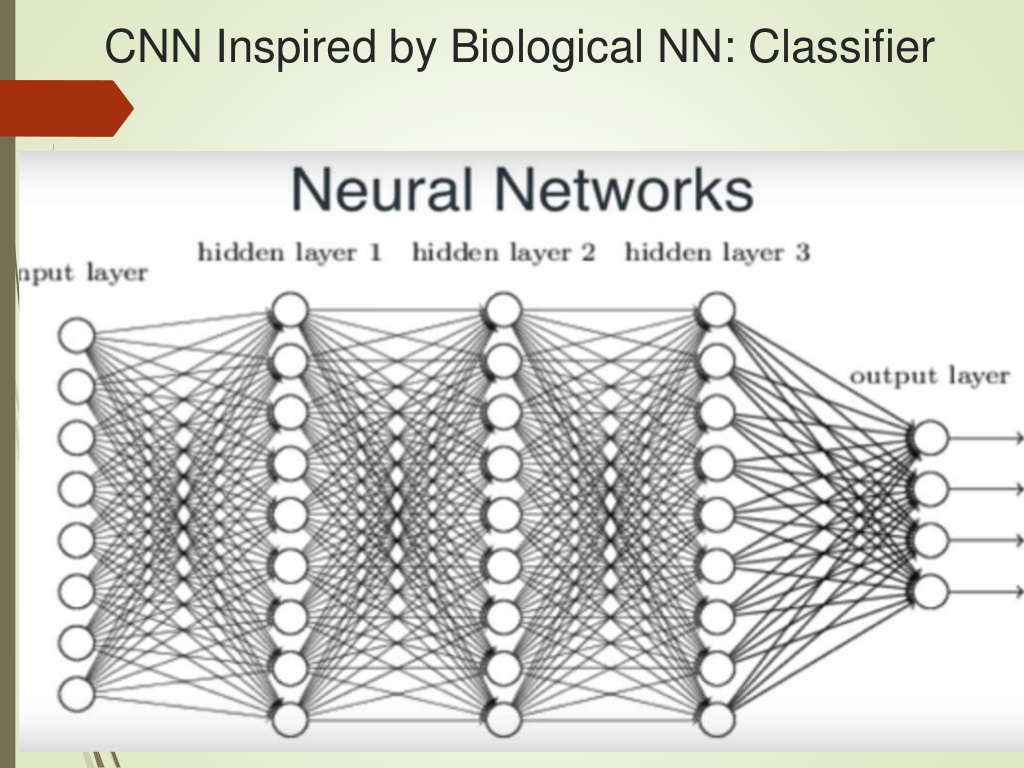 CNN Inspired by Biological NN: Classifier
Neural Networks
hidden layer 1 hidden layer 2 hidden layer 3
nput layer
output layer